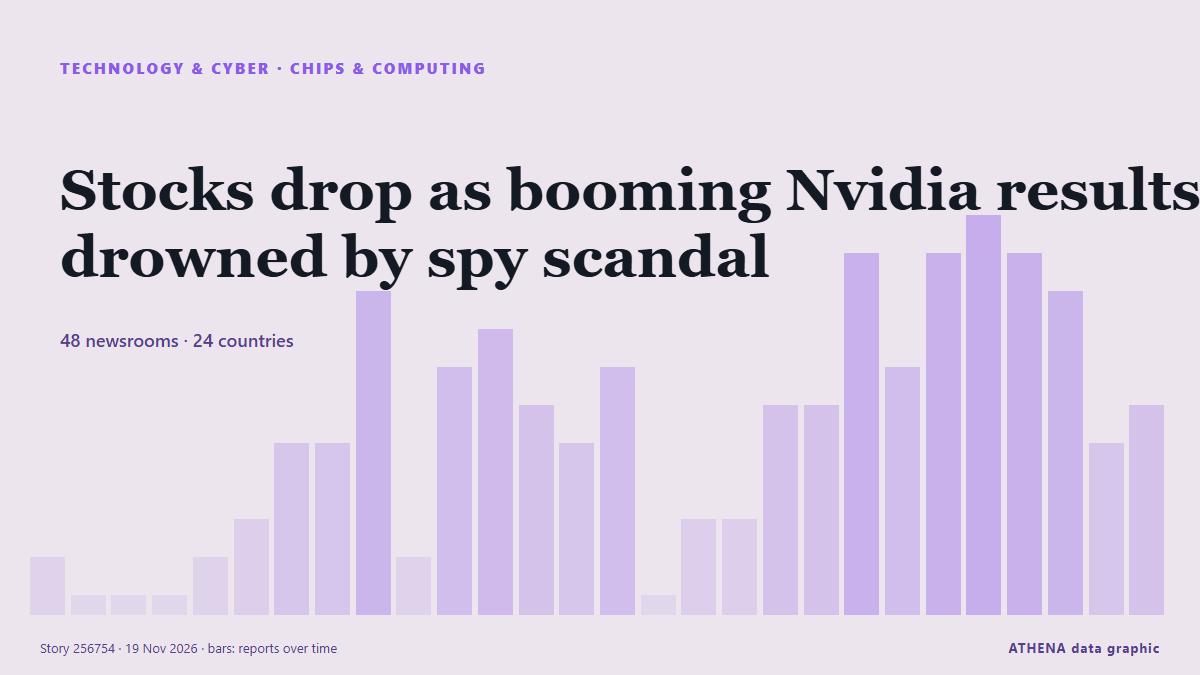 TECHNOLOGY & CYBER · CHIPS & COMPUTING
Stocks drop as booming Nvidia results
drowned by spy scandal
48 newsrooms · 24 countries
Story 256754 · 19 Nov 2026 · bars: reports over time
ATHENA data graphic